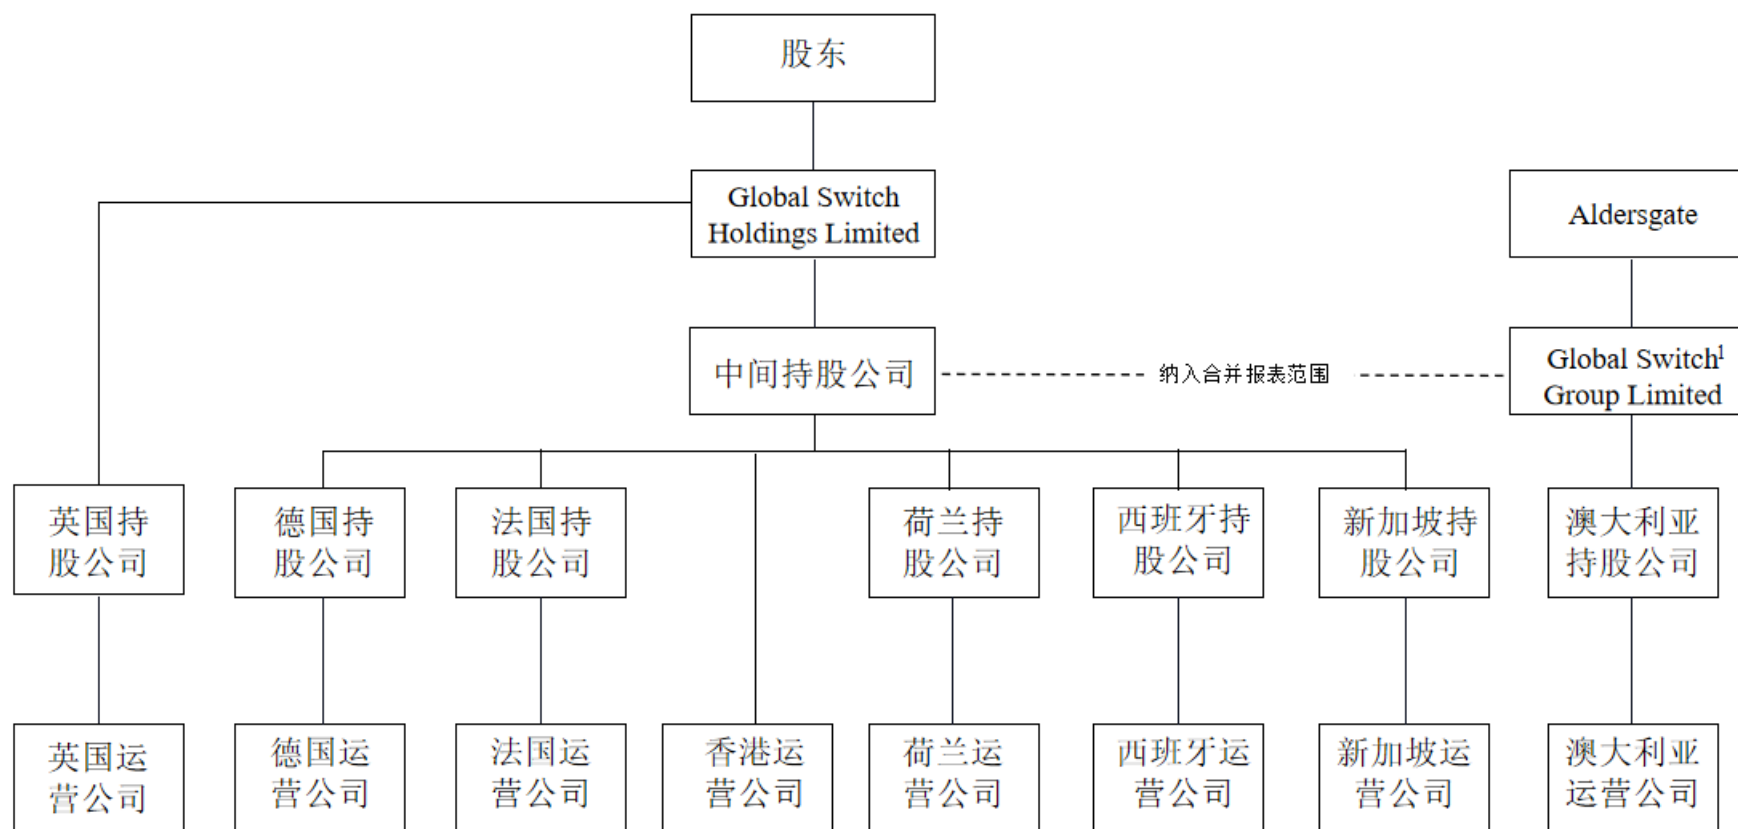 股东
Global Switch
Holdings Limited
Aldersgate
中间持股公司
纳入合并报表范围
Global Switch1
Group Limited
英国持
股公司
德国持
股公司
法国持
股公司
荷兰持
股公司
西班牙持
股公司
新加坡持
股公司
澳大利亚
持股公司
英国运
营公司
德国运
营公司
法国运
营公司
香港运
营公司
荷兰运
营公司
西班牙运
营公司
新加坡运
营公司
澳大利亚
运营公司